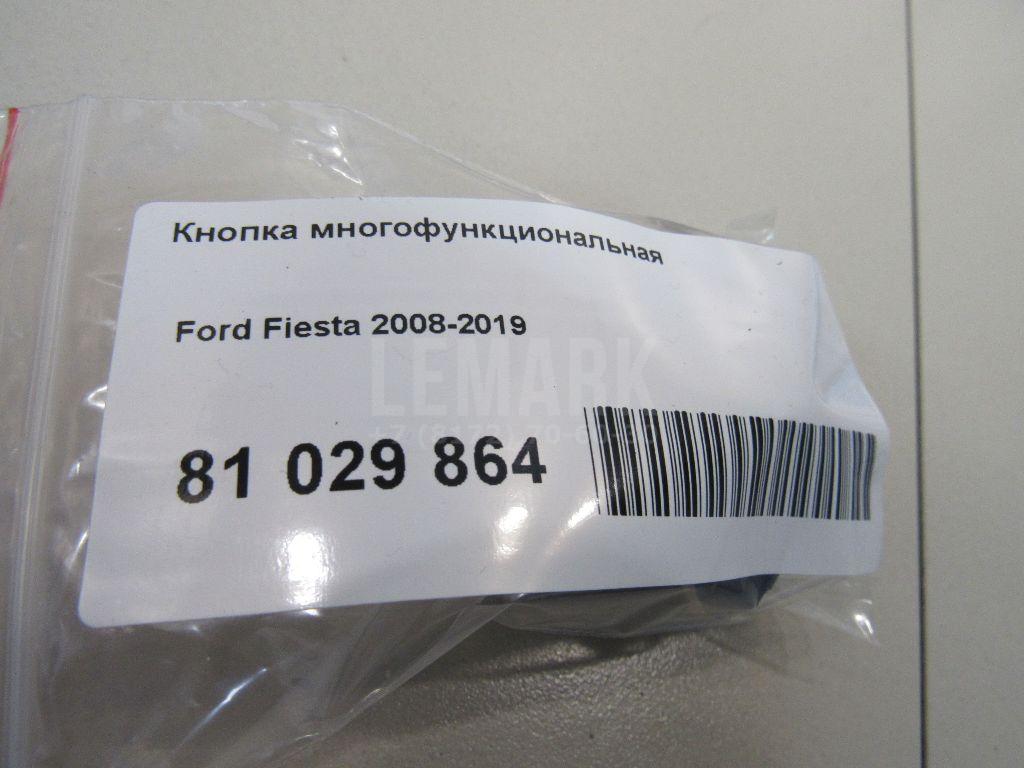 Кнопка многофункциональная
Ford Fiesta 2008-2019
LEMARK
81 029 864